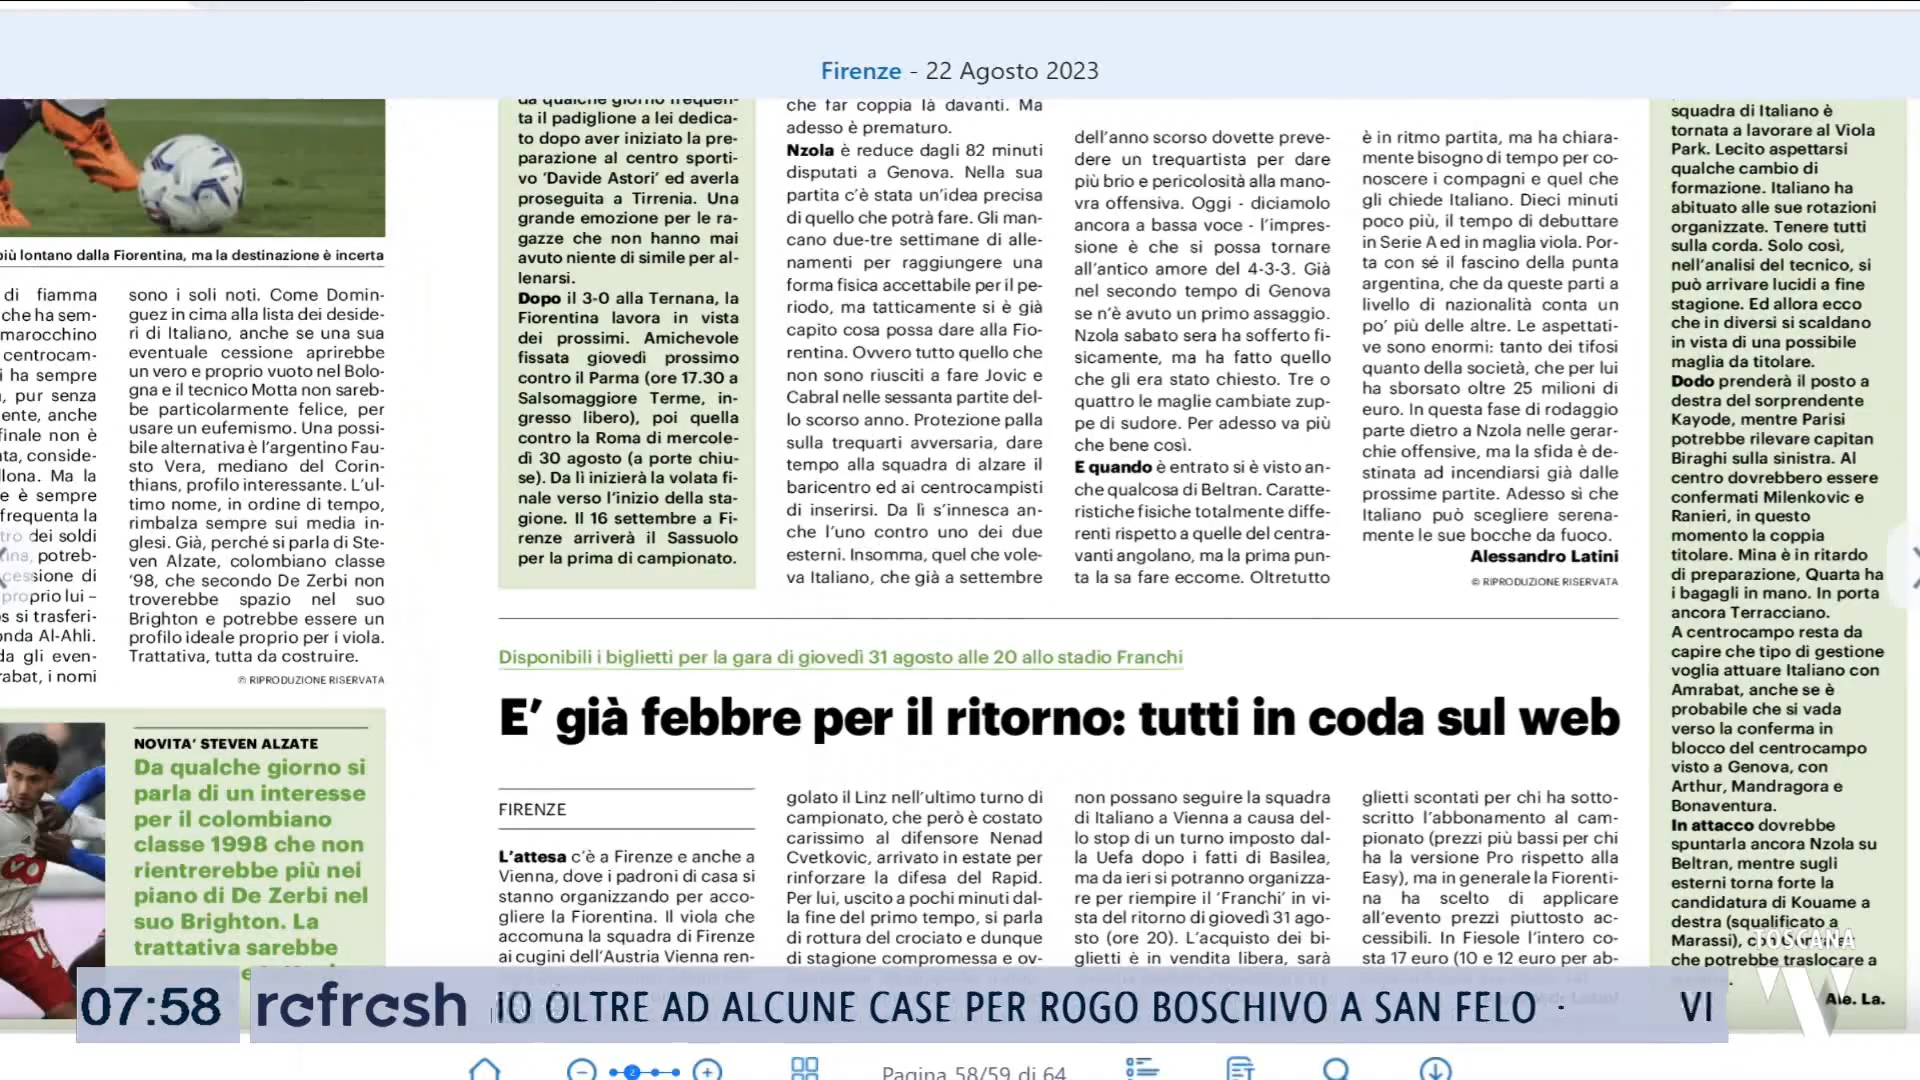 Firenze - 22 Agosto 2023
più lontano dalla Fiorentina, ma la destinazione è incerta
di fiamma
che ha sem-
marocchino
centrocam-
i ha sempre
pur senza
ente, anche
finale non è
ta, conside-
llona. Ma la
e è sempre
frequenta la
tro dei soldi
potreb-
cessione di
proprio lui –
s si trasferi-
onda Al-Ahli.
da gli even-
rabat, i nomi
sono i soli noti. Come Domin-
guez in cima alla lista dei deside-
ri di Italiano, anche se una sua
eventuale cessione aprirebbe
un vero e proprio vuoto nel Bolo-
gna e il tecnico Motta non sareb-
be particolarmente felice, per
usare un eufemismo. Una possi-
bile alternativa è l'argentino Fau-
sto Vera, mediano del Corin-
thians, profilo interessante. L'ul-
timo nome, in ordine di tempo,
rimbalza sempre sui media in-
glesi. Già, perché si parla di Ste-
ven Alzate, colombiano classe
'98, che secondo De Zerbi non
troverebbe spazio nel suo
Brighton e potrebbe essere un
profilo ideale proprio per i viola.
Trattativa, tutta da costruire.
© RIPRODUZIONE RISERVATA
NOVITA' STEVEN ALZATE
Da qualche giorno si
parla di un interesse
per il colombiano
classe 1998 che non
rientrerebbe più nei
piano di De Zerbi nel
suo Brighton. La
trattativa sarebbe
da qualche giorno frequen-
ta il padiglione a lei dedica-
to dopo aver iniziato la pre-
parazione al centro sporti-
vo 'Davide Astori' ed averla
proseguita a Tirrenia. Una
grande emozione per le ra-
gazze che non hanno mai
avuto niente di simile per al-
lenarsi.
Dopo il 3-0 alla Ternana, la
Fiorentina lavora in vista
dei prossimi. Amichevole
fissata giovedì prossimo
contro il Parma (ore 17.30 a
Salsomaggiore Terme, in-
gresso libero), poi quella
contro la Roma di mercole-
dì 30 agosto (a porte chiu-
se). Da lì inizierà la volata fi-
nale verso l'inizio della sta-
gione. Il 16 settembre a Fi-
renze arriverà il Sassuolo
per la prima di campionato.
che far coppia là davanti. Ma
adesso è prematuro.
Nzola è reduce dagli 82 minuti
disputati a Genova. Nella sua
partita c'è stata un'idea precisa
di quello che potrà fare. Gli man-
cano due-tre settimane di alle-
namenti per raggiungere una
forma fisica accettabile per il pe-
riodo, ma tatticamente si è già
capito cosa possa dare alla Fio-
rentina. Ovvero tutto quello che
non sono riusciti a fare Jovic e
Cabral nelle sessanta partite del-
lo scorso anno. Protezione palla
sulla trequarti avversaria, dare
tempo alla squadra di alzare il
baricentro ed ai centrocampisti
di inserirsi. Da lì s'innesca an-
che l'uno contro uno dei due
esterni. Insomma, quel che vole-
va Italiano, che già a settembre
dell'anno scorso dovette preve-
dere un trequartista per dare
più brio e pericolosità alla mano-
vra offensiva. Oggi - diciamolo
ancora a bassa voce - l'impres-
sione è che si possa tornare
all'antico amore del 4-3-3. Già
nel secondo tempo di Genova
se n'è avuto un primo assaggio.
Nzola sabato sera ha sofferto fi-
sicamente, ma ha fatto quello
che gli era stato chiesto. Tre o
quattro le maglie cambiate zup-
pe di sudore. Per adesso va più
che bene così.
E quando è entrato si è visto an-
che qualcosa di Beltran. Caratte-
ristiche fisiche totalmente diffe-
renti rispetto a quelle del centra-
vanti angolano, ma la prima pun-
ta la sa fare eccome. Oltretutto
è in ritmo partita, ma ha chiara-
mente bisogno di tempo per co-
noscere i compagni e quel che
gli chiede Italiano. Dieci minuti
poco più, il tempo di debuttare
in Serie A ed in maglia viola. Por-
ta con sé il fascino della punta
argentina, che da queste parti a
livello di nazionalità conta un
po' più delle altre. Le aspettati-
ve sono enormi: tanto dei tifosi
quanto della società, che per lui
ha sborsato oltre 25 milioni di
euro. In questa fase di rodaggio
parte dietro a Nzola nelle gerar-
chie offensive, ma la sfida è de-
stinata ad incendiarsi già dalle
prossime partite. Adesso sì che
Italiano può scegliere serena-
mente le sue bocche da fuoco.
Alessandro Latini
© RIPRODUZIONE RISERVATA
Disponibili i biglietti per la gara di giovedì 31 agosto alle 20 allo stadio Franchi
E' già febbre per il ritorno: tutti in coda sul web
FIRENZE
L'attesa c'è a Firenze e anche a
Vienna, dove i padroni di casa si
stanno organizzando per acco-
gliere la Fiorentina. Il viola che
accomuna la squadra di Firenze
ai cugini dell'Austria Vienna ren-
golato il Linz nell'ultimo turno di
campionato, che però è costato
carissimo al difensore Nenad
Cvetkovic, arrivato in estate per
rinforzare la difesa del Rapid.
Per lui, uscito a pochi minuti dal-
la fine del primo tempo, si parla
di rottura del crociato e dunque
di stagione compromessa e ov-
non possano seguire la squadra
di Italiano a Vienna a causa del-
lo stop di un turno imposto dal-
la Uefa dopo i fatti di Basilea,
ma da ieri si potranno organizza-
re per riempire il 'Franchi' in vi-
sta del ritorno di giovedì 31 ago-
sto (ore 20). L'acquisto dei bi-
glietti è in vendita libera, sarà
glietti scontati per chi ha sotto-
scritto l'abbonamento al cam-
pionato (prezzi più bassi per chi
ha la versione Pro rispetto alla
Easy), ma in generale la Fiorenti-
na ha scelto di applicare
all'evento prezzi piuttosto ac-
cessibili. In Fiesole l'intero co-
sta 17 euro (10 e 12 euro per ab-
squadra di Italiano è
tornata a lavorare al Viola
Park. Lecito aspettarsi
qualche cambio di
formazione. Italiano ha
abituato alle sue rotazioni
organizzate. Tenere tutti
sulla corda. Solo così,
nell'analisi del tecnico, si
può arrivare lucidi a fine
stagione. Ed allora ecco
che in diversi si scaldano
in vista di una possibile
maglia da titolare.
Dodo prenderà il posto a
destra del sorprendente
Kayode, mentre Parisi
potrebbe rilevare capitan
Biraghi sulla sinistra. Al
centro dovrebbero essere
confermati Milenkovic e
Ranieri, in questo
momento la coppia
titolare. Mina è in ritardo
di preparazione, Quarta ha
i bagagli in mano. In porta
ancora Terracciano.
A centrocampo resta da
capire che tipo di gestione
voglia attuare Italiano con
Amrabat, anche se è
probabile che si vada
verso la conferma in
blocco del centrocampo
visto a Genova, con
Arthur, Mandragora e
Bonaventura.
In attacco dovrebbe
spuntarla ancora Nzola su
Beltran, mentre sugli
esterni torna forte la
candidatura di Kouame a
destra (squalificato a
Marassi),
che potrebbe traslocare a
Ale. La.
TOSCANA
07:58 refresh OLTRE AD ALCUNE CASE PER ROGO BOSCHIVO A SAN FELO · VI
2
Pagina 58/59 di 64